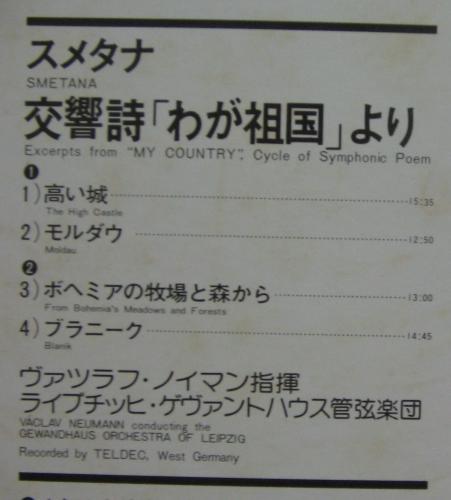 スメタナ
SMETANA
交響詩「わが祖国」より
Excerpts from "MY COUNTRY", Cycle of Symphonic Poem
❶
1）高い城 15:35
The High Castle
2）モルダウ 12:50
Moldau
❷
3）ボヘミアの牧場と森から 13:00
From Bohemia's Meadows and Forests
4）ブラニーク 14:45
Blanik
ヴァツラフ・ノイマン指揮
ライプチッヒ・ゲヴァントハウス管弦楽団
VACLAV NEUMANN conducting the
GEWANDHAUS ORCHESTRA OF LEIPZIG
Recorded by TELDEC, West Germany